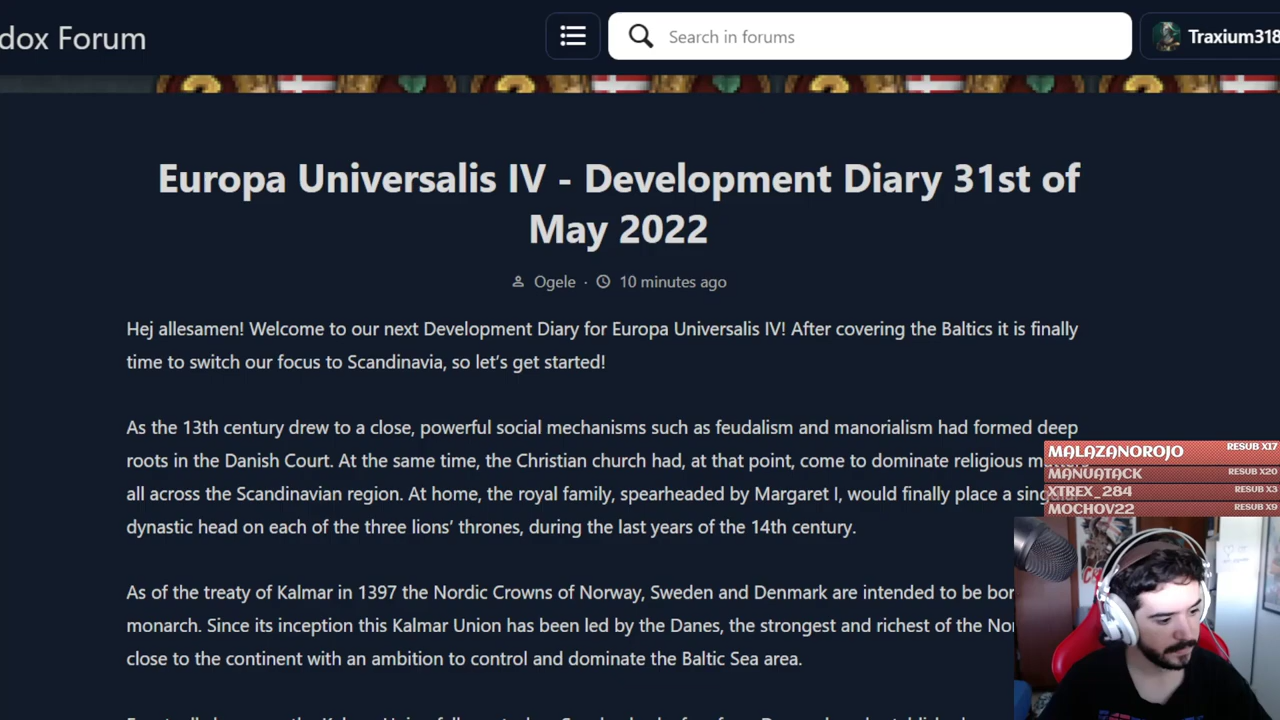 dox Forum
Search in forums
Traxium318
Europa Universalis IV - Development Diary 31st of
May 2022
Ogele · 10 minutes ago
Hej allesamen! Welcome to our next Development Diary for Europa Universalis IV! After covering the Baltics it is finally
time to switch our focus to Scandinavia, so let's get started!
As the 13th century drew to a close, powerful social mechanisms such as feudalism and manorialism had formed deep
roots in the Danish Court. At the same time, the Christian church had, at that point, come to dominate religious
all across the Scandinavian region. At home, the royal family, spearheaded by Margaret I, would finally place a
dynastic head on each of the three lions' thrones, during the last years of the 14th century.
As of the treaty of Kalmar in 1397 the Nordic Crowns of Norway, Sweden and Denmark are intended to be
monarch. Since its inception this Kalmar Union has been led by the Danes, the strongest and richest of the
close to the continent with an ambition to control and dominate the Baltic Sea area.
MALAZANOROJO RESUB X17
MANUATACK RESUB X20
XTREX_284 RESUB X3
MOCHOV22 RESUB X9